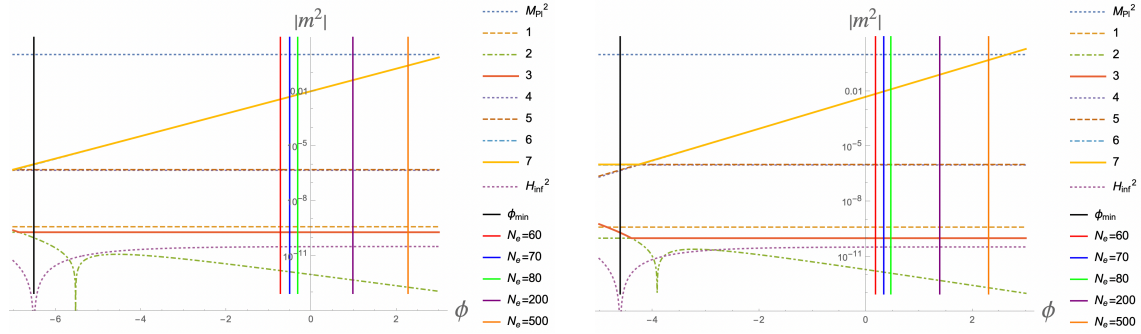 |m²|
0.01
10⁻⁵
10⁻⁸
10⁻¹¹
-6
-4
-2
0
2
ϕ
M_Pl²
1
2
3
4
5
6
7
H_inf²
ϕ_min
N_e=60
N_e=70
N_e=80
N_e=200
N_e=500
|m²|
0.01
10⁻⁵
10⁻⁸
10⁻¹¹
-4
-2
0
2
ϕ
M_Pl²
1
2
3
4
5
6
7
H_inf²
ϕ_min
N_e=60
N_e=70
N_e=80
N_e=200
N_e=500